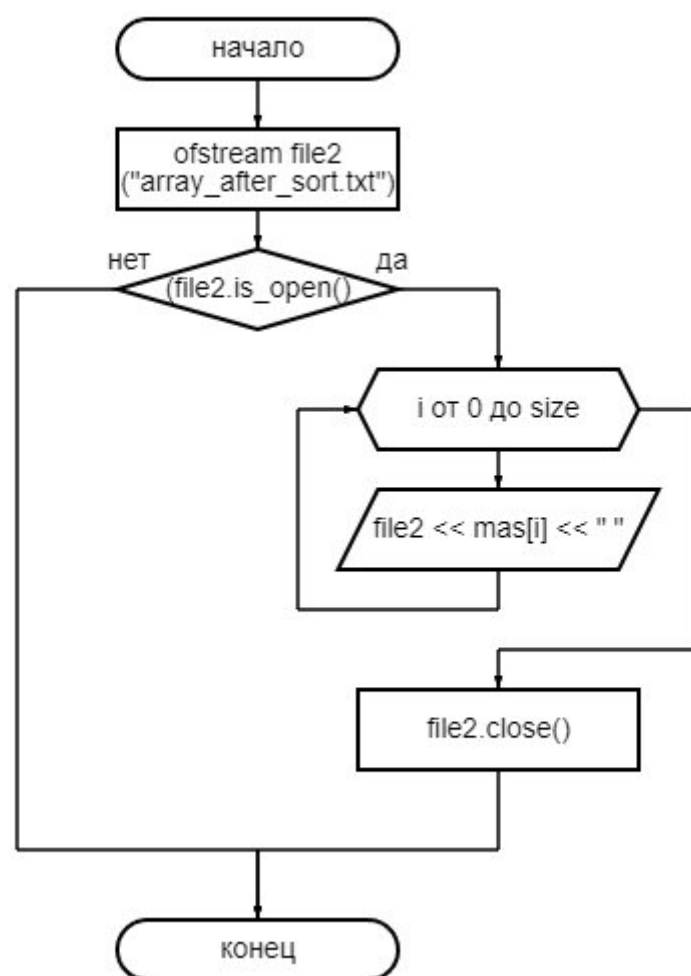 начало
ofstream file2
("array_after_sort.txt")
нет
да
(file2.is_open()
i от 0 до size
file2 << mas[i] << " "
file2.close()
конец